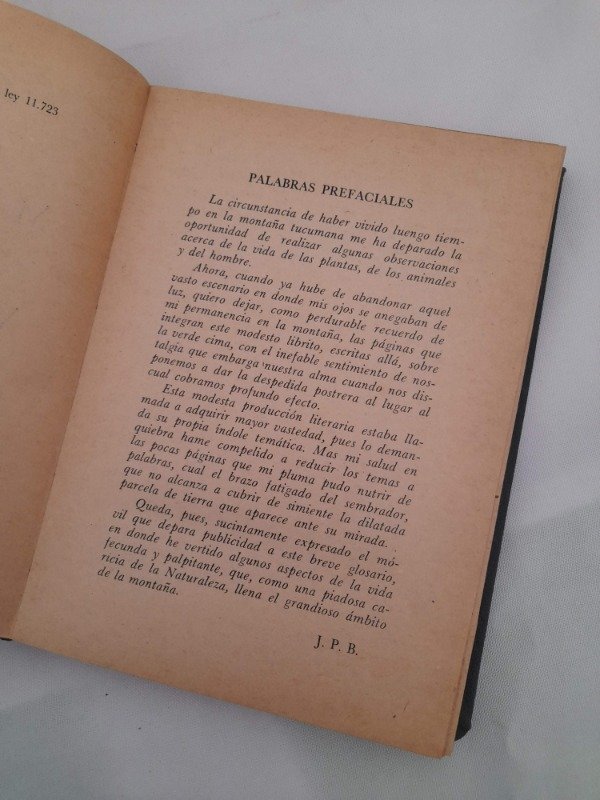 ley 11.723
PALABRAS PREFACIALES
La circunstancia de haber vivido luengo tiem-
po en la montaña tucumana me ha deparado la
oportunidad de realizar algunas observaciones
acerca de la vida de las plantas, de los animales
y del hombre.
Ahora, cuando ya hube de abandonar aquel
vasto escenario en donde mis ojos se anegaban de
luz, quiero dejar, como perdurable recuerdo de
mi permanencia en la montaña, las páginas que
integran este modesto librito, escritas allá, sobre
la verde cima, con el inefable sentimiento de nos-
talgia que embarga nuestra alma cuando nos dis-
ponemos a dar la despedida postrera al lugar al
cual cobramos profundo efecto.
Esta modesta producción literaria estaba lla-
mada a adquirir mayor vastedad, pues lo deman-
da su propia índole temática. Mas mi salud en
quiebra hame compelido a reducir los temas a
las pocas páginas que mi pluma pudo nutrir de
palabras, cual el brazo fatigado del sembrador,
que no alcanza a cubrir de simiente la dilatada
parcela de tierra que aparece ante su mirada.
Queda, pues, sucintamente expresado el mó-
vil que depara publicidad a este breve glosario,
en donde he vertido algunos aspectos de la vida
fecunda y palpitante, que, como una piadosa ca-
ricia de la Naturaleza, llena el grandioso ámbito
de la montaña.
J. P. B.